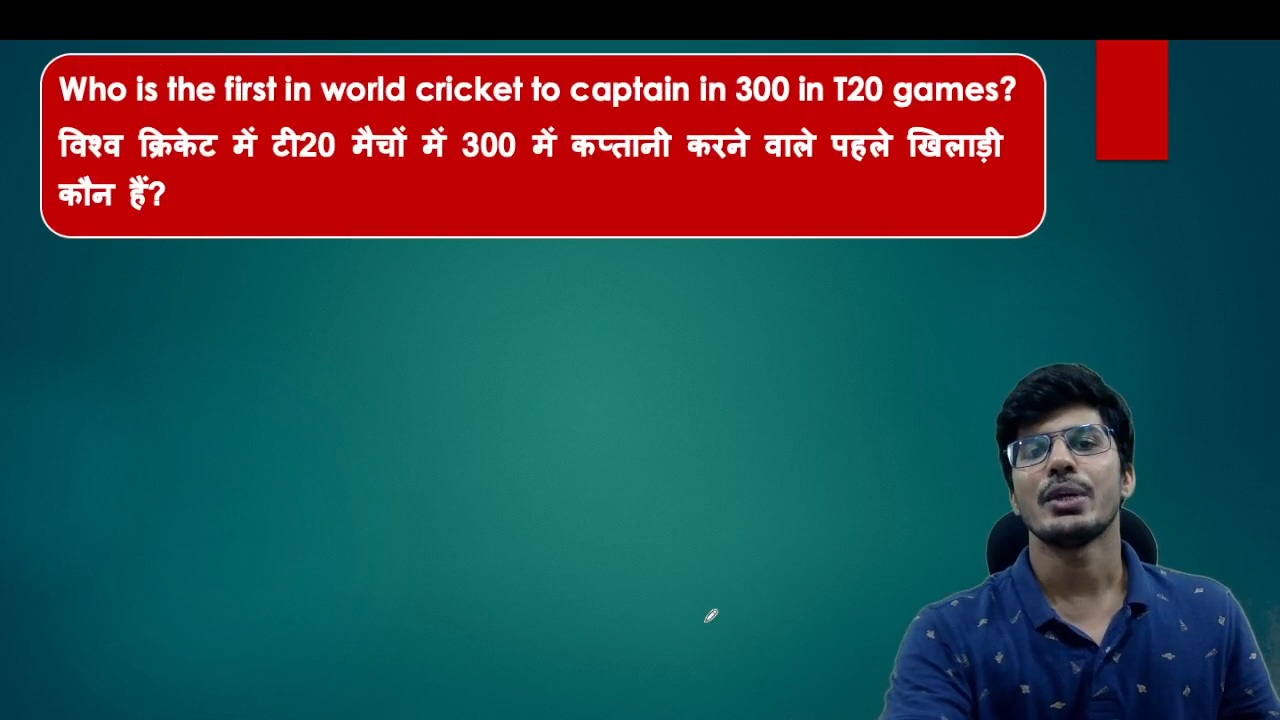 Who is the first in world cricket to captain in 300 in T20 games?
विश्व क्रिकेट में टी20 मैचों में 300 में कप्तानी करने वाले पहले खिलाड़ी
कौन हैं?